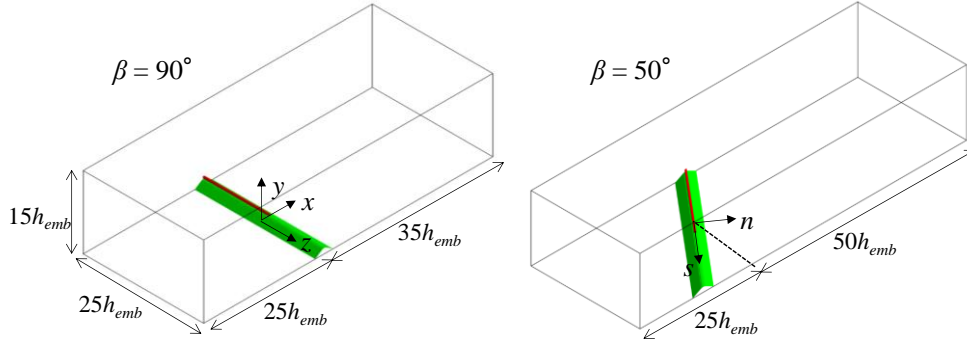 β = 90°
15h_emb
25h_emb
25h_emb
35h_emb
y
x
z
β = 50°
n
s
50h_emb
25h_emb